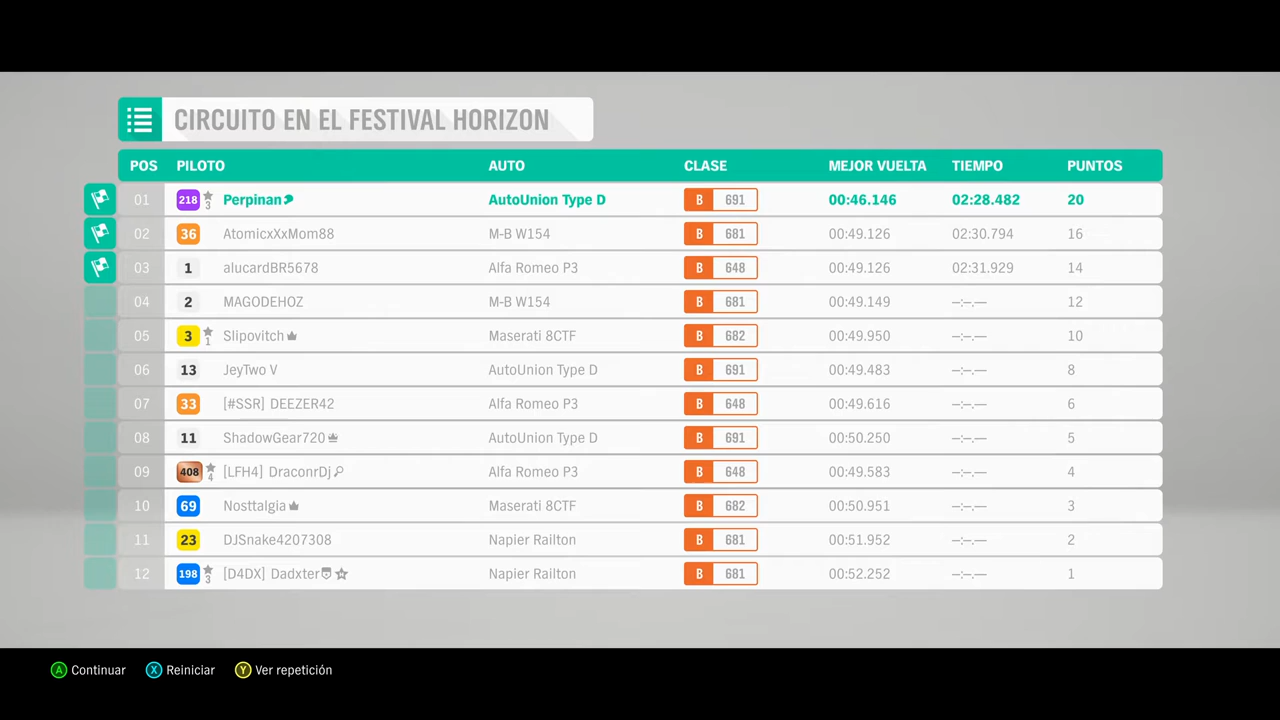 CIRCUITO EN EL FESTIVAL HORIZON
POS PILOTO AUTO CLASE MEJOR VUELTA TIEMPO PUNTOS
01 218 3 Perpinan AutoUnion Type D B 691 00:46.146 02:28.482 20
02 36 AtomicxXxMom88 M-B W154 B 681 00:49.126 02:30.794 16
03 1 alucardBR5678 Alfa Romeo P3 B 648 00:49.126 02:31.929 14
04 2 MAGODEHOZ M-B W154 B 681 00:49.149 --:--.--- 12
05 3 1 Slipovitch Maserati 8CTF B 682 00:49.950 --:--.--- 10
06 13 JeyTwo V AutoUnion Type D B 691 00:49.483 --:--.--- 8
07 33 [#SSR] DEEZER42 Alfa Romeo P3 B 648 00:49.616 --:--.--- 6
08 11 ShadowGear720 AutoUnion Type D B 691 00:50.250 --:--.--- 5
09 408 4 [LFH4] DraconrDj Alfa Romeo P3 B 648 00:49.583 --:--.--- 4
10 69 Nosttalgia Maserati 8CTF B 682 00:50.951 --:--.--- 3
11 23 DJSnake4207308 Napier Railton B 681 00:51.952 --:--.--- 2
12 198 3 [D4DX] Dadxter Napier Railton B 681 00:52.252 --:--.--- 1
A Continuar X Reiniciar Y Ver repetición